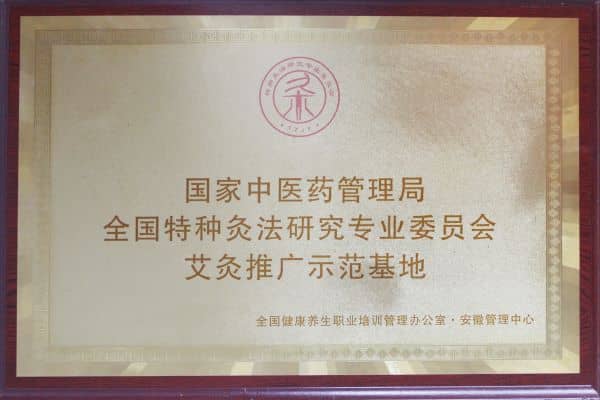 国家中医药管理局
全国特种灸法研究专业委员会
艾灸推广示范基地
全国健康养生职业培训管理办公室·安徽管理中心